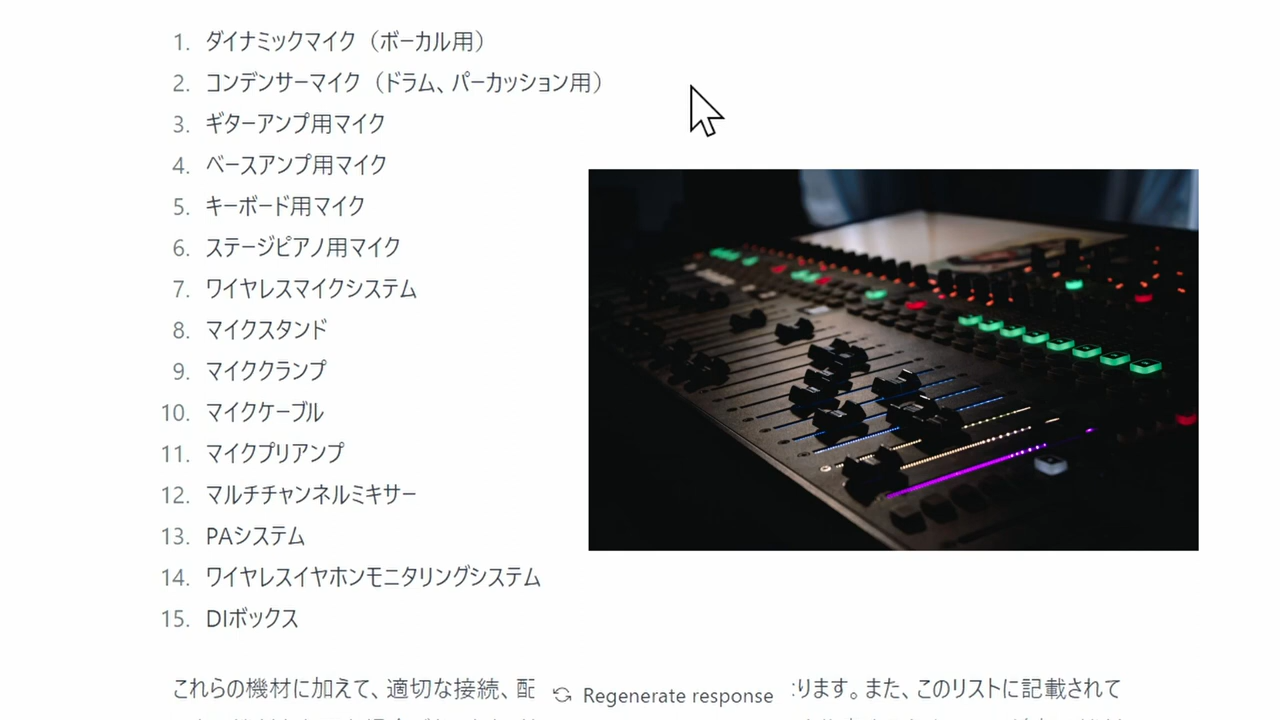 1. ダイナミックマイク（ボーカル用）
2. コンデンサーマイク（ドラム、パーカッション用）
3. ギターアンプ用マイク
4. ベースアンプ用マイク
5. キーボード用マイク
6. ステージピアノ用マイク
7. ワイヤレスマイクシステム
8. マイクスタンド
9. マイククランプ
10. マイクケーブル
11. マイクプリアンプ
12. マルチチャンネルミキサー
13. PAシステム
14. ワイヤレスイヤホンモニタリングシステム
15. DIボックス
これらの機材に加えて、適切な接続、配 Regenerate response ります。また、このリストに記載されて